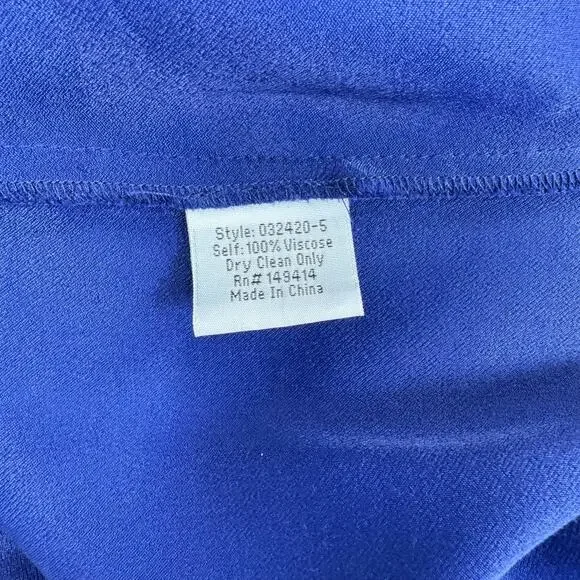 Style: 032420-5
Self: 100% Viscose
Dry Clean Only
Rn# 149414
Made In China